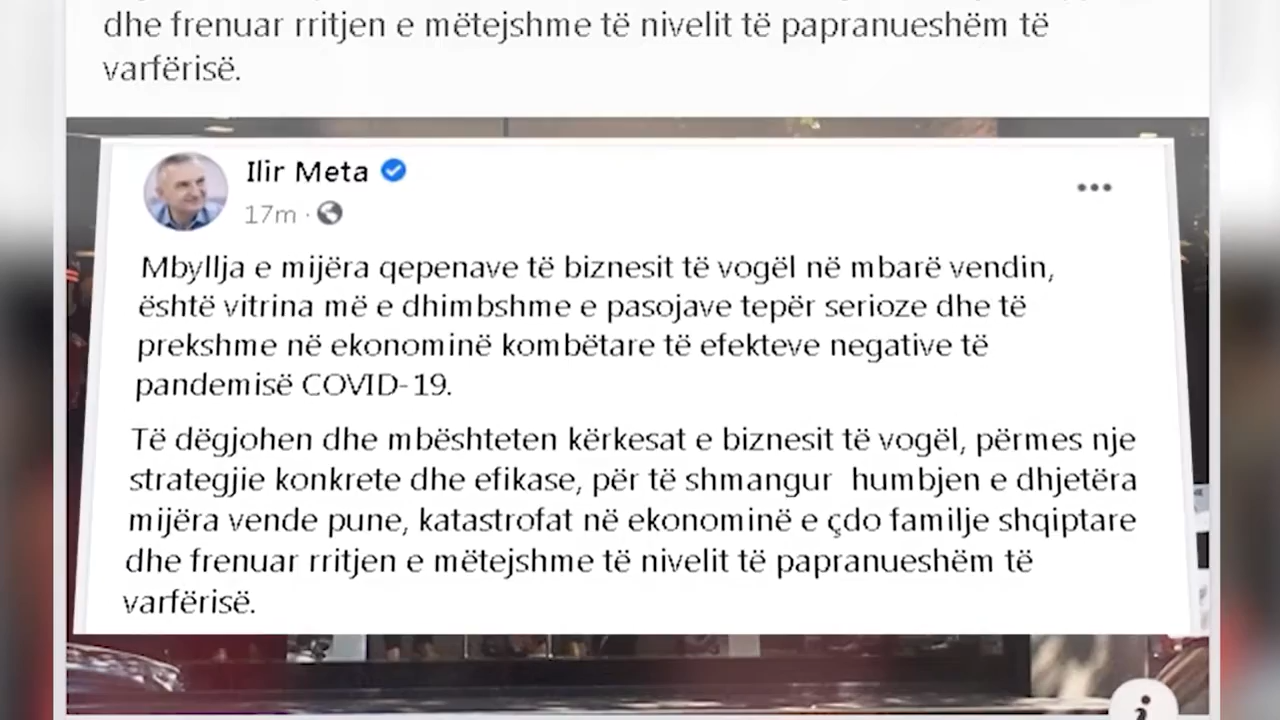 dhe frenuar rritjen e mëtejshme të nivelit të papranueshëm të
varfërisë.
Ilir Meta
17m ·
Mbyllja e mijëra qepenave të biznesit të vogël në mbarë vendin,
është vitrina më e dhimbshme e pasojave tepër serioze dhe të
prekshme në ekonominë kombëtare të efekteve negative të
pandemisë COVID-19.
Të dëgjohen dhe mbështeten kërkesat e biznesit të vogël, përmes nje
strategjie konkrete dhe efikase, për të shmangur humbjen e dhjetëra
mijëra vende pune, katastrofat në ekonominë e çdo familje shqiptare
dhe frenuar rritjen e mëtejshme të nivelit të papranueshëm të
varfërisë.